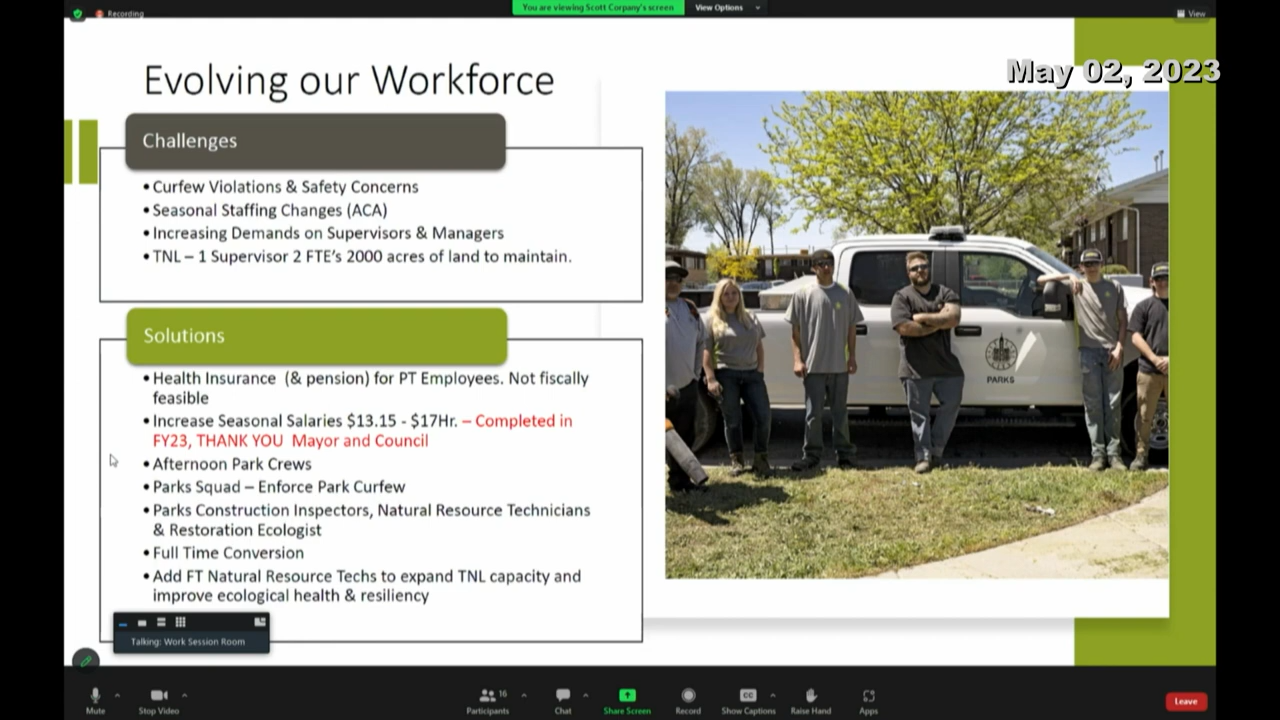 Recording
You are viewing Scott Corpany's screen
View Options
View
May 02, 2023
Evolving our Workforce
Challenges
• Curfew Violations & Safety Concerns
• Seasonal Staffing Changes (ACA)
• Increasing Demands on Supervisors & Managers
• TNL – 1 Supervisor 2 FTE's 2000 acres of land to maintain.
Solutions
• Health Insurance (& pension) for PT Employees. Not fiscally
feasible
• Increase Seasonal Salaries $13.15 - $17Hr. – Completed in
FY23, THANK YOU Mayor and Council
• Afternoon Park Crews
• Parks Squad – Enforce Park Curfew
• Parks Construction Inspectors, Natural Resource Technicians
& Restoration Ecologist
• Full Time Conversion
• Add FT Natural Resource Techs to expand TNL capacity and
improve ecological health & resiliency
PARKS
Talking: Work Session Room
Mute
Stop Video
Participants
16
Chat
Share Screen
Record
CC
Show Captions
Raise Hand
Apps
Leave